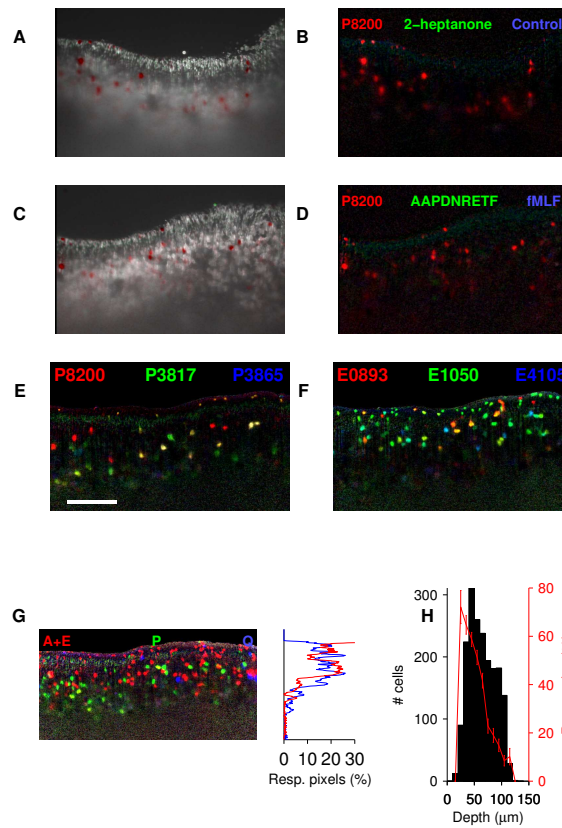 A
B P8200 2−heptanone Control
C
D P8200 AAPDNRETF fMLF
E P8200 P3817 P3865
F E0893 E1050 E4105
G A+E P Q
H
300
200
100
0
# cells
80
60
40
20
0
0 10 20 30
Resp. pixels (%)
0 50 100 150
Depth (μm)